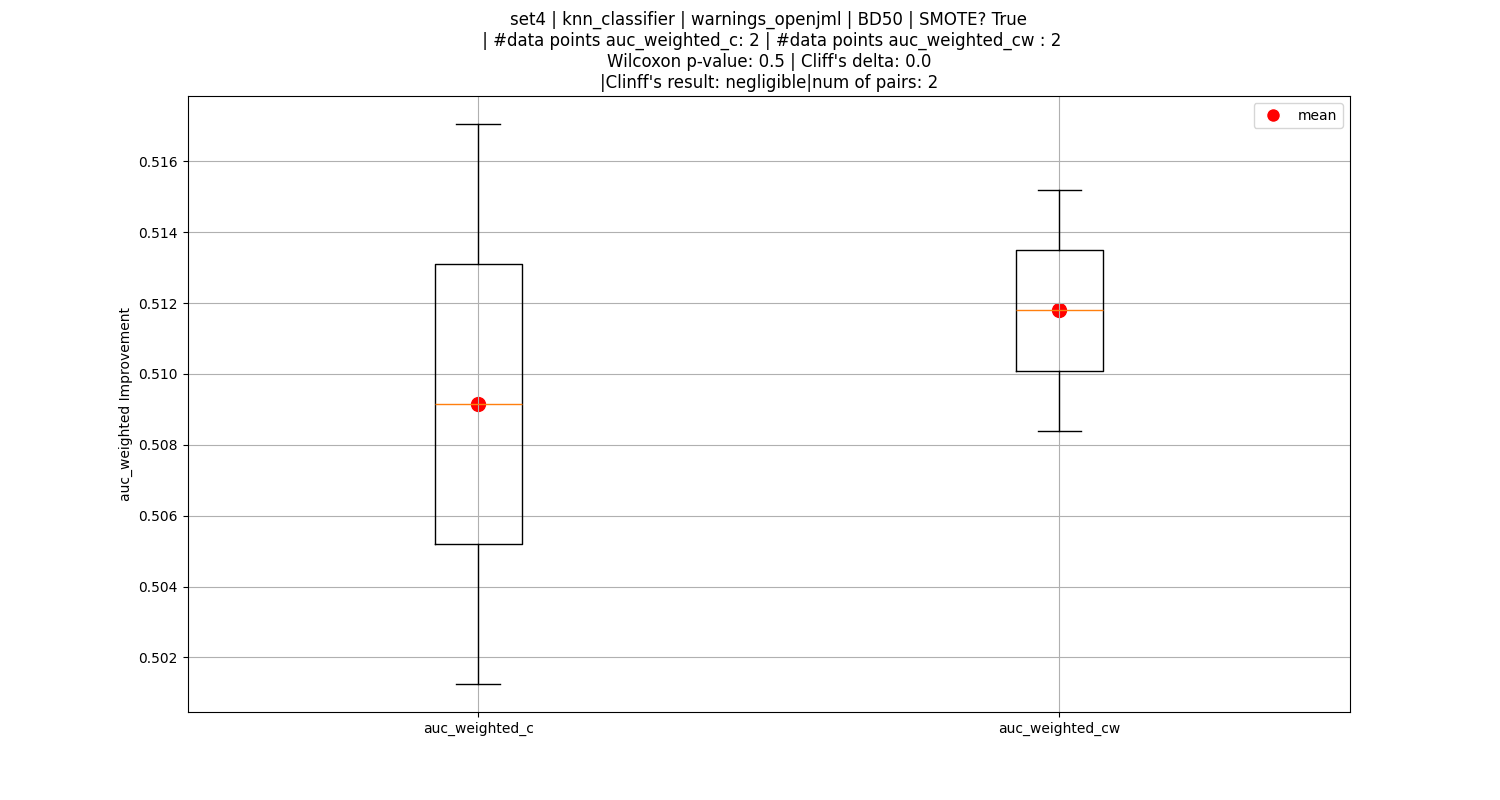 set4 | knn_classifier | warnings_openjml | BD50 | SMOTE? True
| #data points auc_weighted_c: 2 | #data points auc_weighted_cw : 2
Wilcoxon p-value: 0.5 | Cliff's delta: 0.0
|Clinff's result: negligible|num of pairs: 2
mean
0.516
0.514
0.512
0.510
0.508
0.506
0.504
0.502
auc_weighted Improvement
auc_weighted_c
auc_weighted_cw